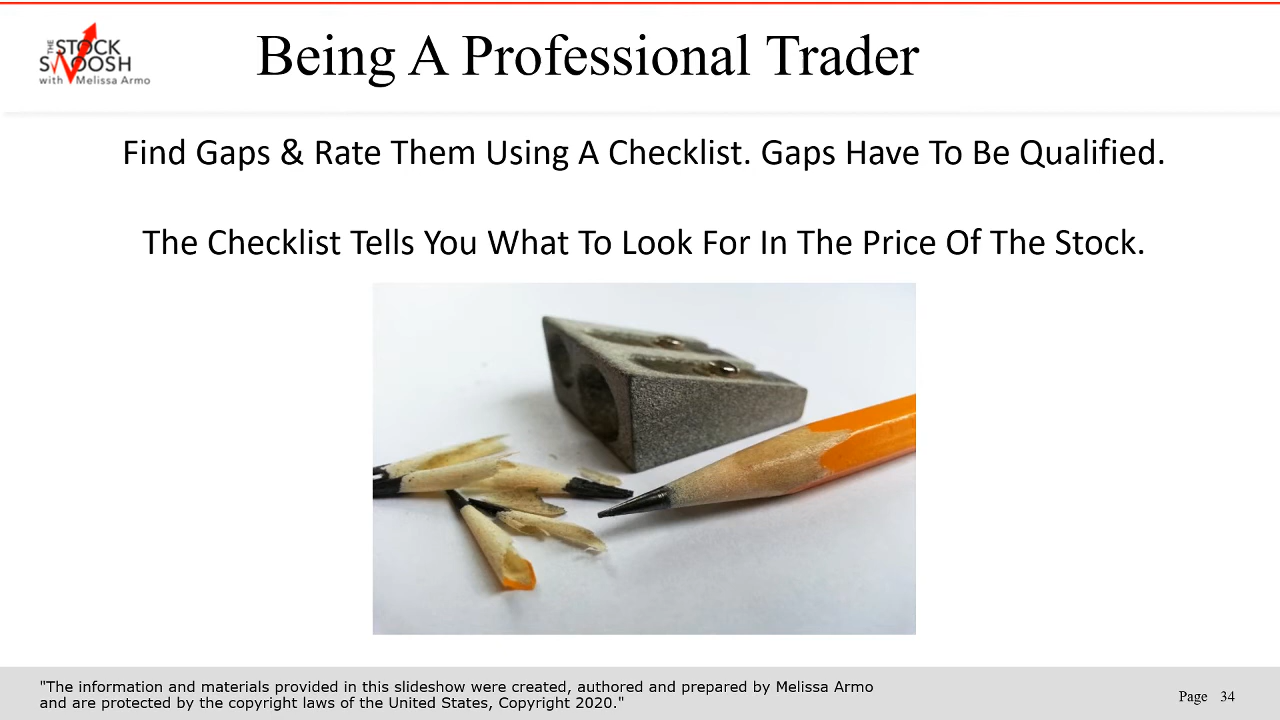 THE
STOCK
SWOOSH
with Melissa Armo
Being A Professional Trader
Find Gaps & Rate Them Using A Checklist. Gaps Have To Be Qualified.
The Checklist Tells You What To Look For In The Price Of The Stock.
"The information and materials provided in this slideshow were created, authored and prepared by Melissa Armo
and are protected by the copyright laws of the United States, Copyright 2020."
Page 34